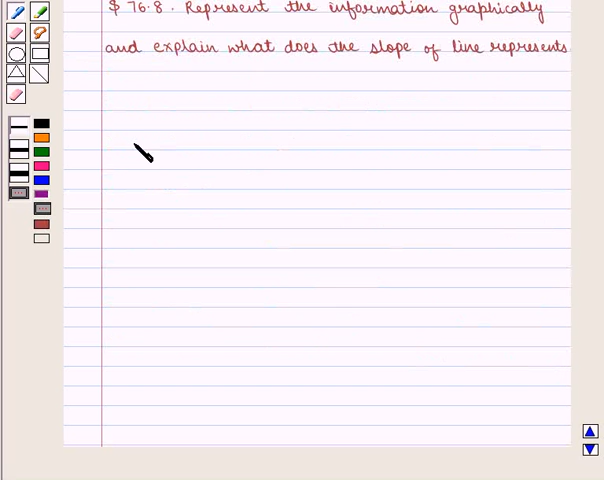 $ 76.8. Represent the information graphically
and explain what does the slope of line represents